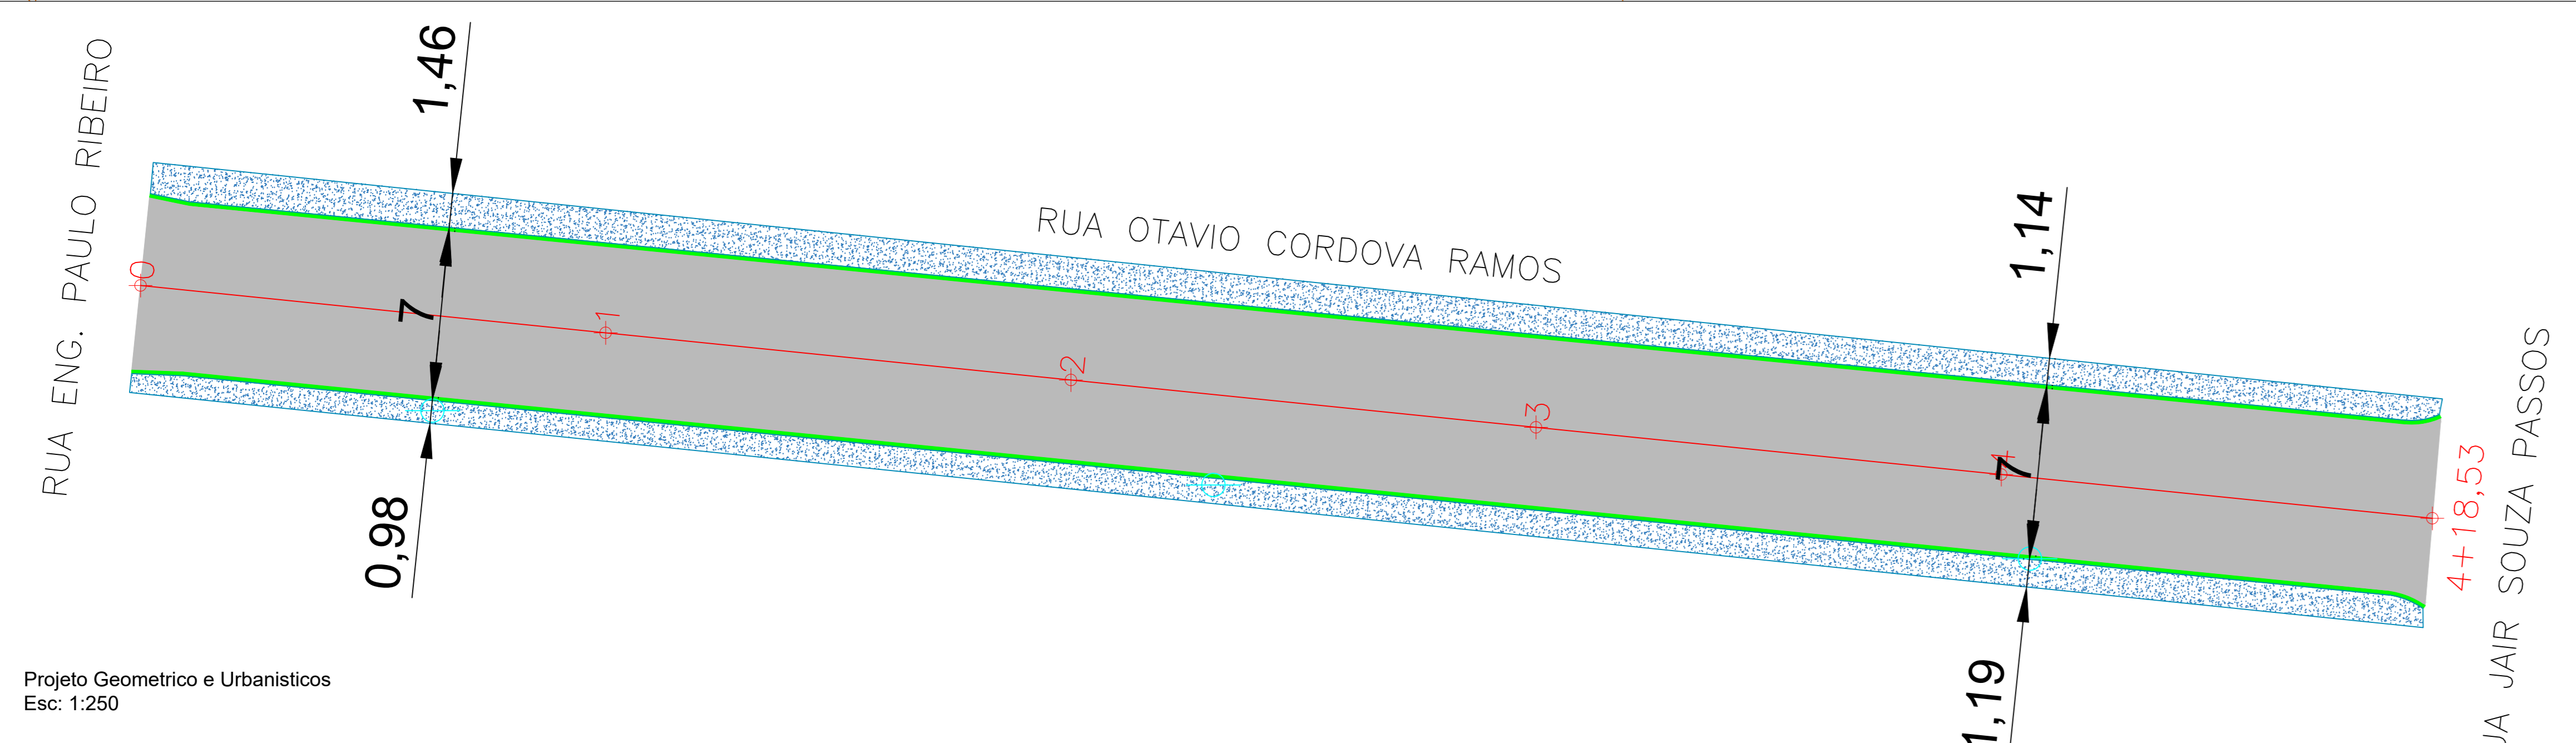 RUA ENG. PAULO RIBEIRO
1,46
7
0,98
0
1
2
3
4
RUA OTAVIO CORDOVA RAMOS
1,14
7
1,19
4+18,53
UA JAIR SOUZA PASSOS
Projeto Geometrico e Urbanisticos
Esc: 1:250